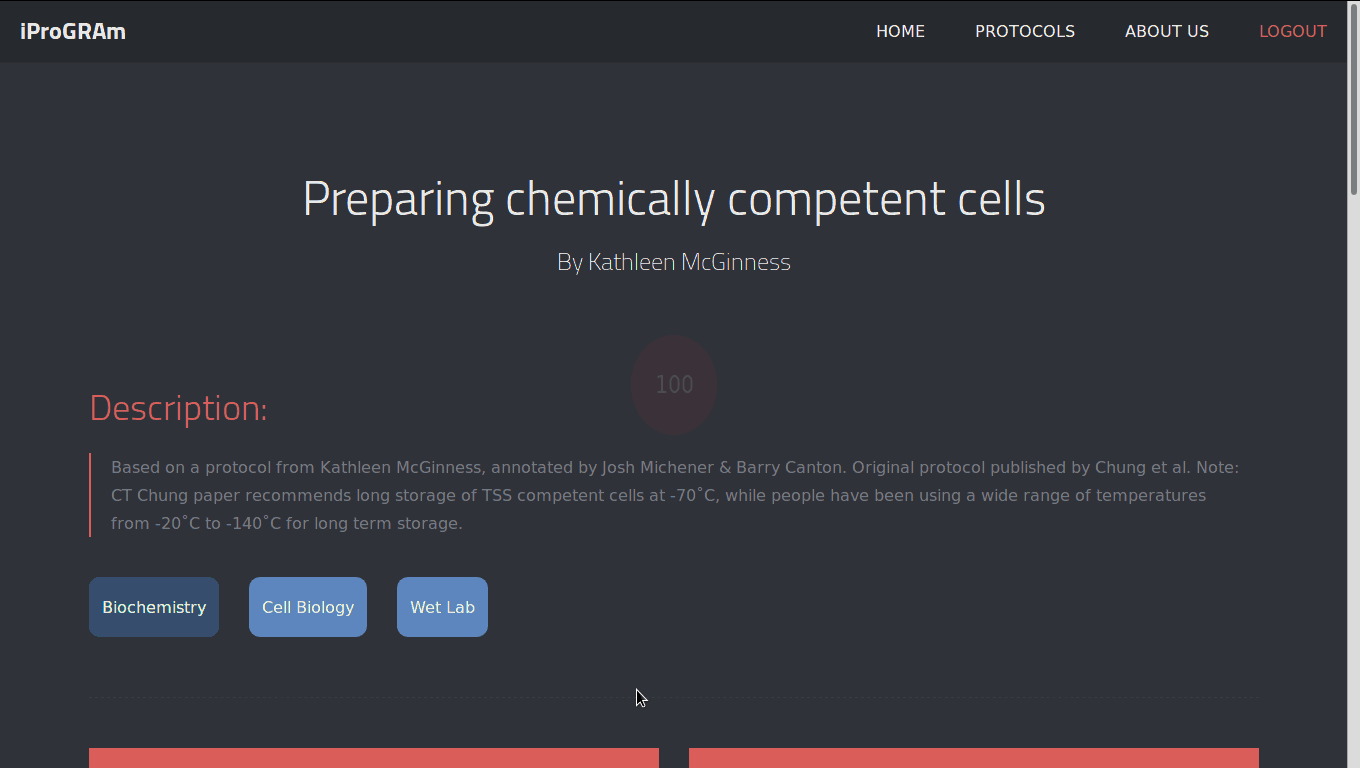 iProGRAm
HOME PROTOCOLS ABOUT US LOGOUT
Preparing chemically competent cells
By Kathleen McGinness
100
Description:
Based on a protocol from Kathleen McGinness, annotated by Josh Michener & Barry Canton. Original protocol published by Chung et al. Note:
CT Chung paper recommends long storage of TSS competent cells at -70˚C, while people have been using a wide range of temperatures
from -20˚C to -140˚C for long term storage.
Biochemistry Cell Biology Wet Lab